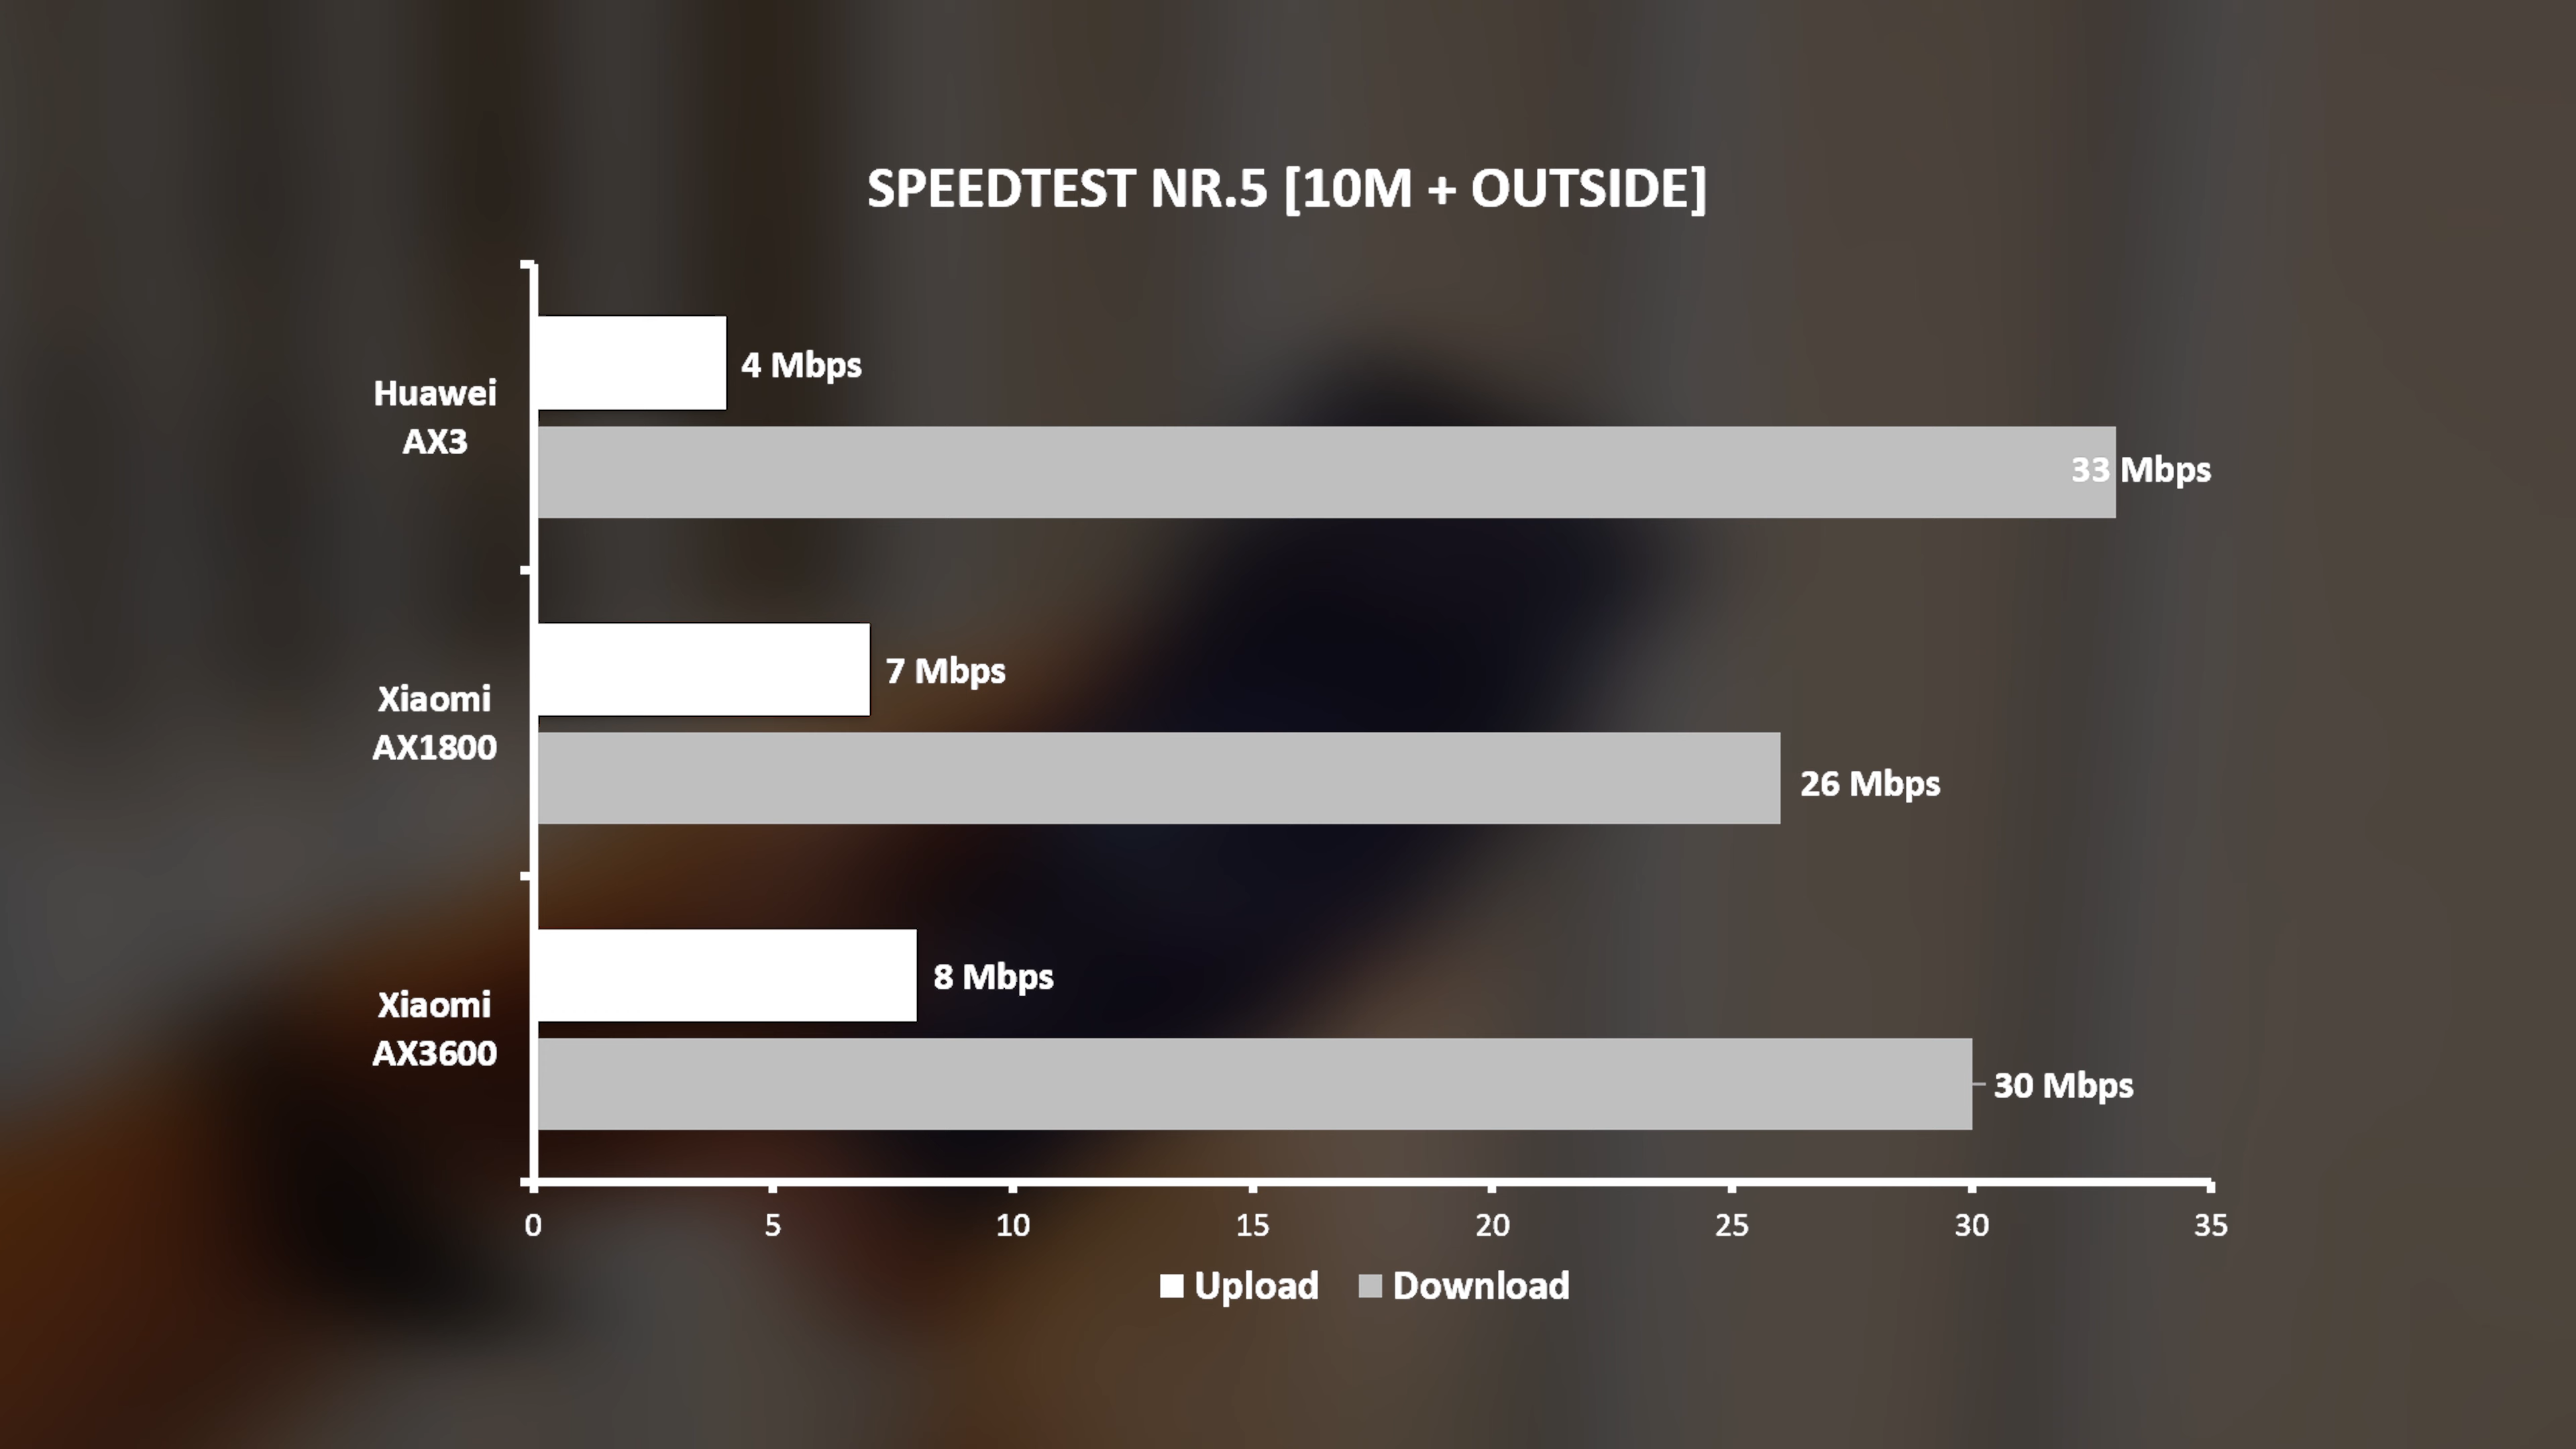 SPEEDTEST NR.5 [10M + OUTSIDE]
Huawei
AX3
4 Mbps
33 Mbps
Xiaomi
AX1800
7 Mbps
26 Mbps
Xiaomi
AX3600
8 Mbps
30 Mbps
0 5 10 15 20 25 30 35
Upload Download